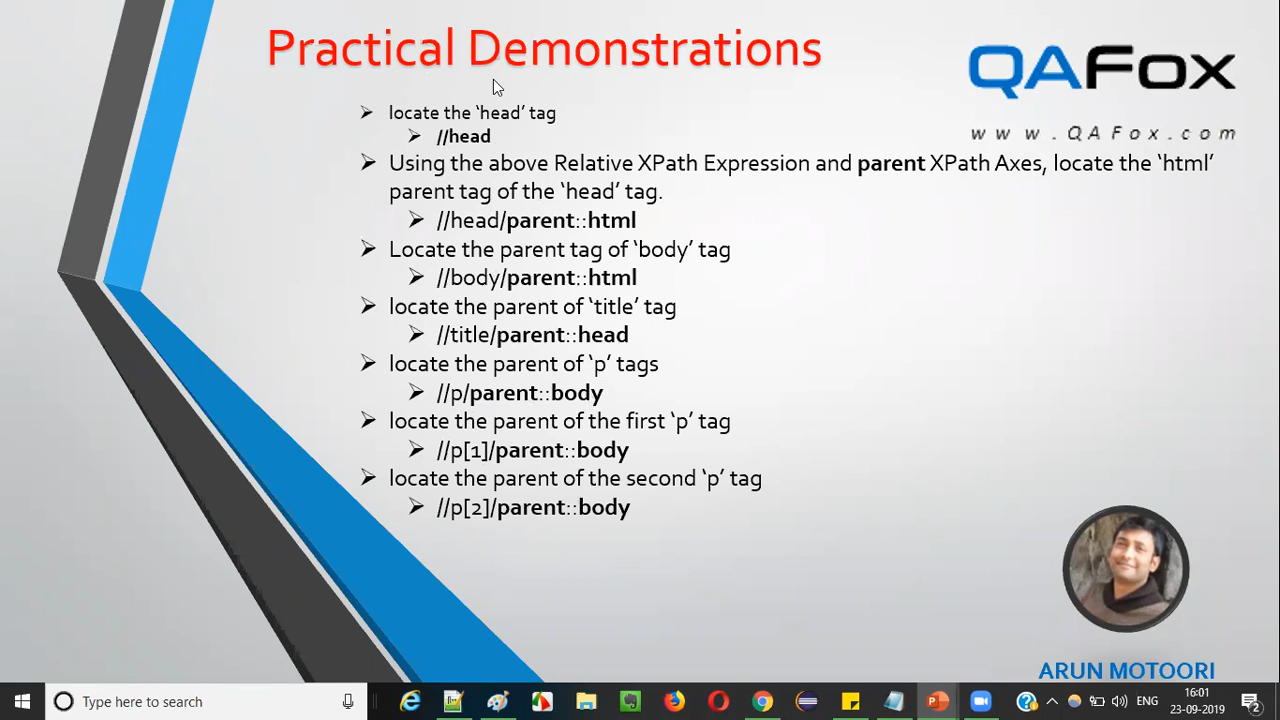 Practical Demonstrations
QAFox
www.QAFox.com
➢ locate the ‘head’ tag
➢ //head
➢ Using the above Relative XPath Expression and parent XPath Axes, locate the ‘html’
parent tag of the ‘head’ tag.
➢ //head/parent::html
➢ Locate the parent tag of ‘body’ tag
➢ //body/parent::html
➢ locate the parent of ‘title’ tag
➢ //title/parent::head
➢ locate the parent of ‘p’ tags
➢ //p/parent::body
➢ locate the parent of the first ‘p’ tag
➢ //p[1]/parent::body
➢ locate the parent of the second ‘p’ tag
➢ //p[2]/parent::body
ARUN MOTOORI
Type here to search
ENG
16:01
23-09-2019
2